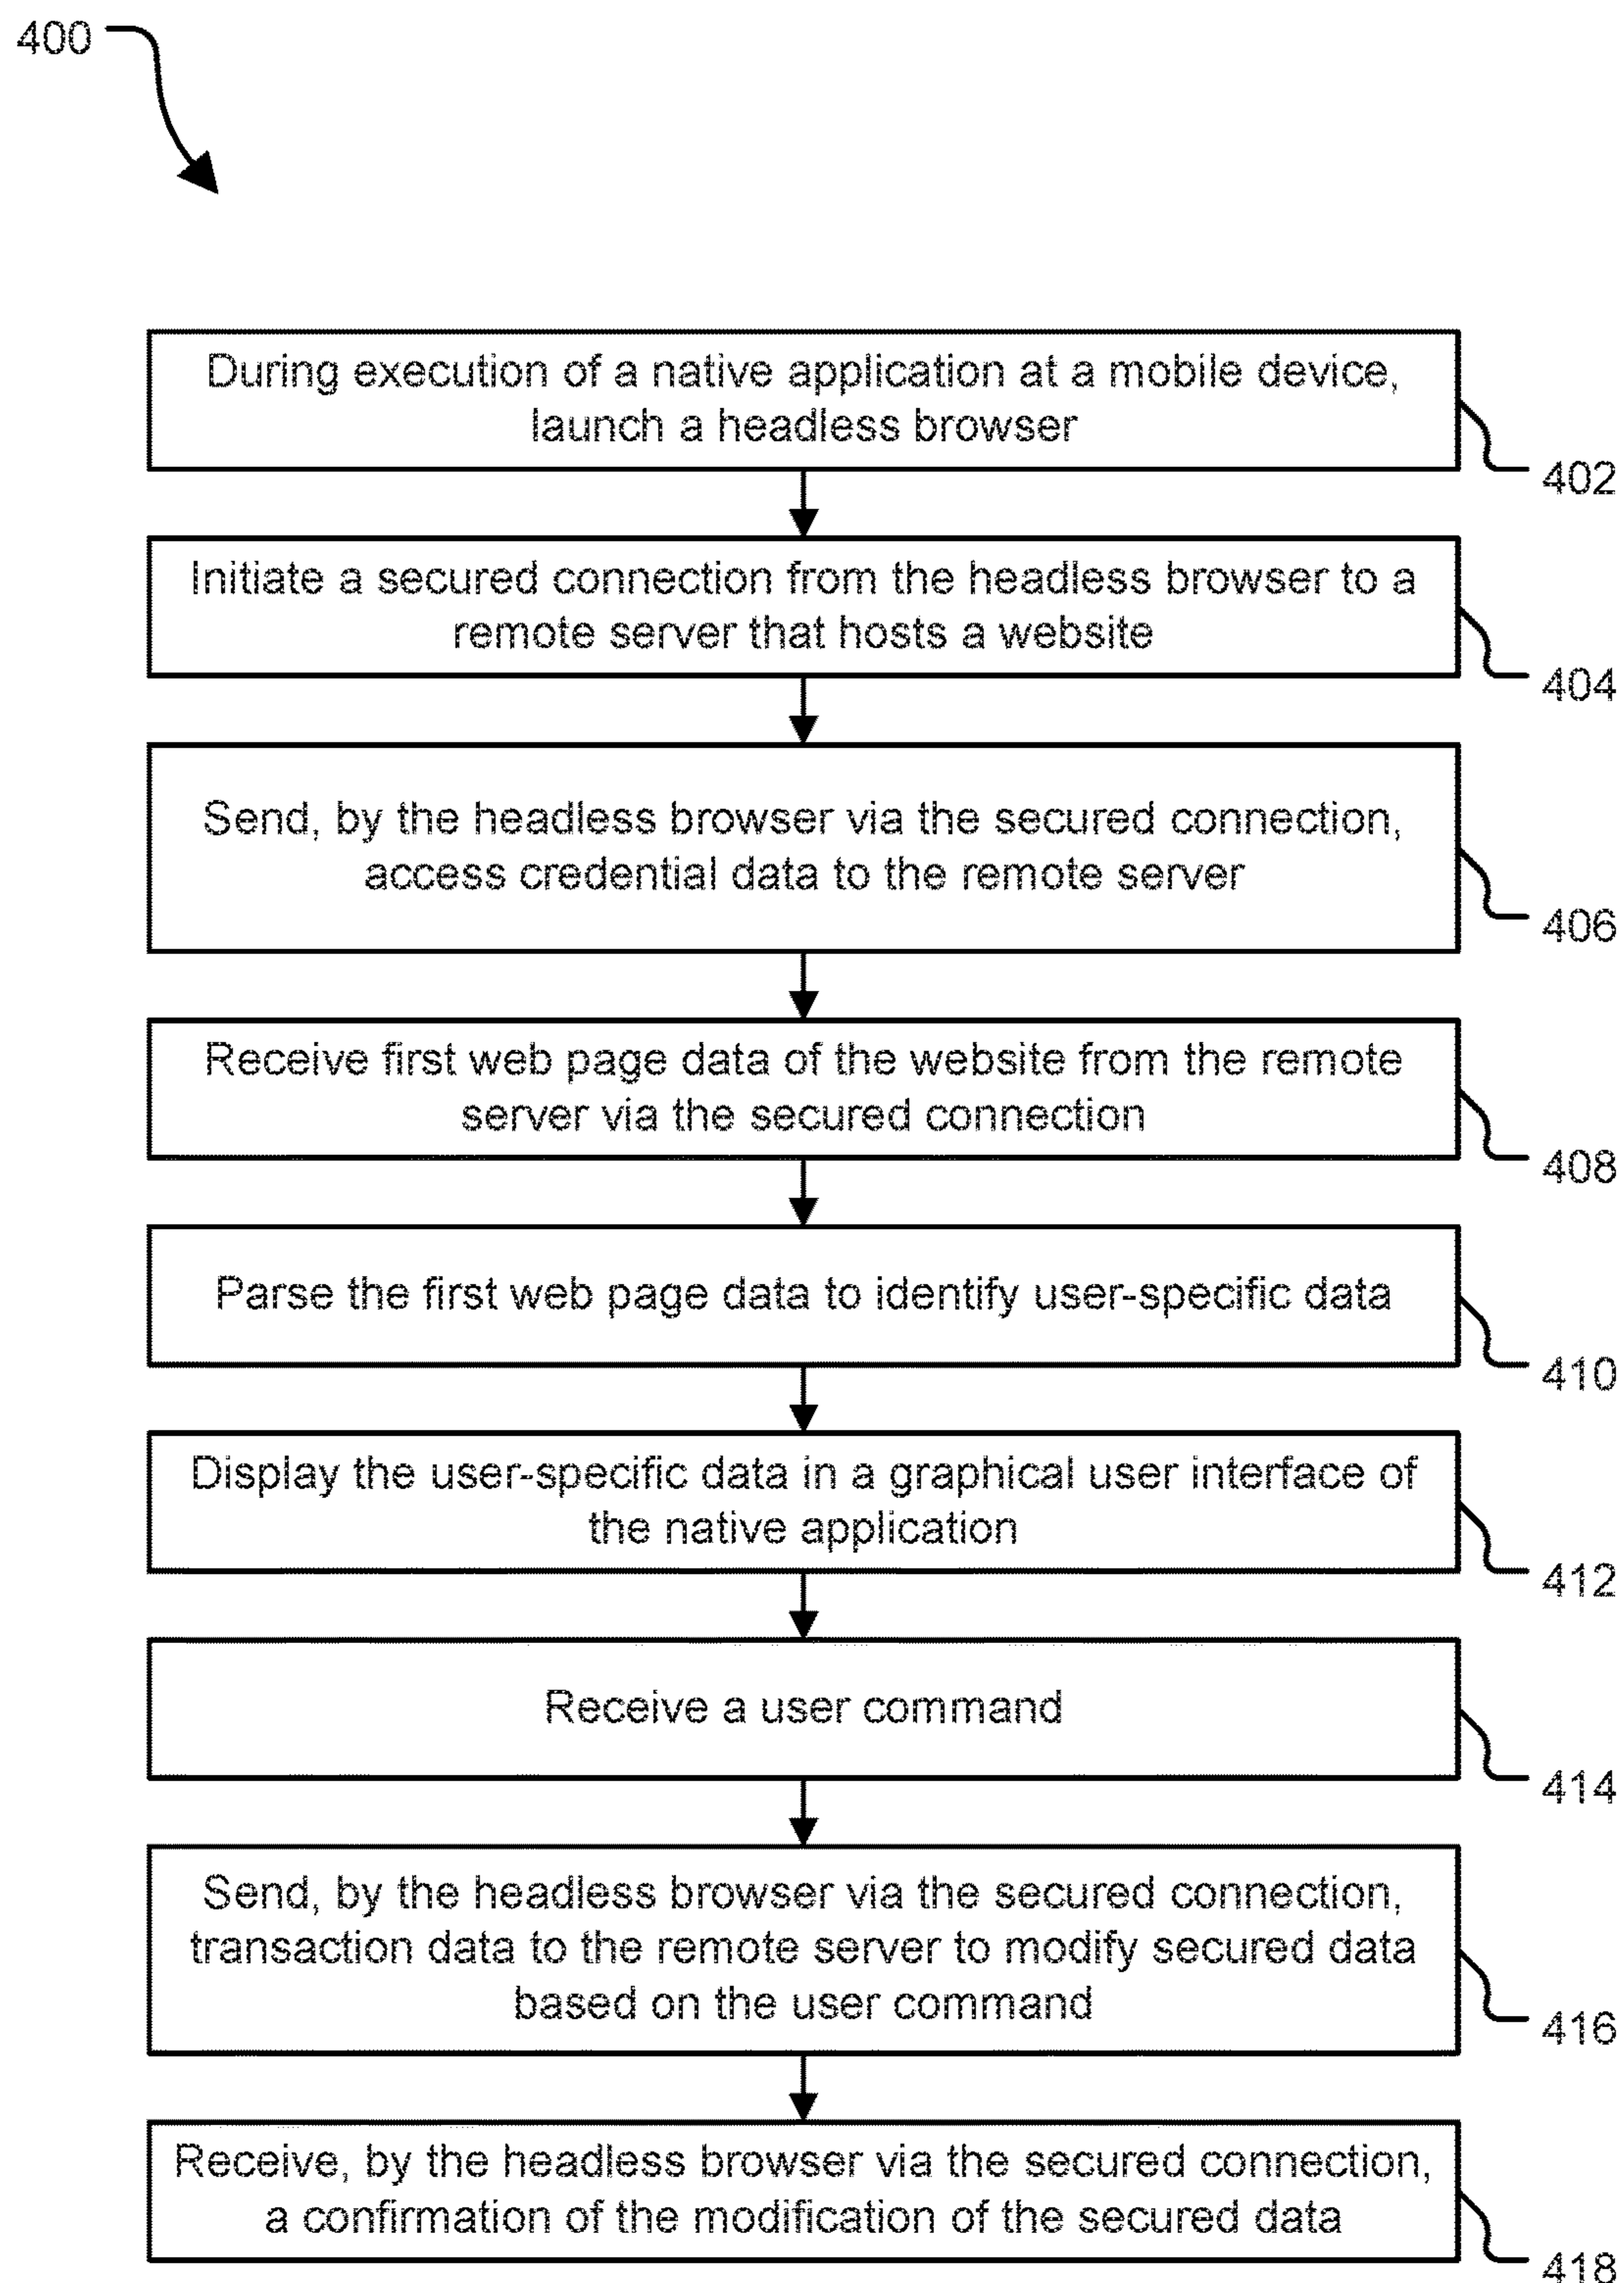 400
During execution of a native application at a mobile device,
launch a headless browser
402
Initiate a secured connection from the headless browser to a
remote server that hosts a website
404
Send, by the headless browser via the secured connection,
access credential data to the remote server
406
Receive first web page data of the website from the remote
server via the secured connection
408
Parse the first web page data to identify user-specific data
410
Display the user-specific data in a graphical user interface of
the native application
412
Receive a user command
414
Send, by the headless browser via the secured connection,
transaction data to the remote server to modify secured data
based on the user command
416
Receive, by the headless browser via the secured connection,
a confirmation of the modification of the secured data
418